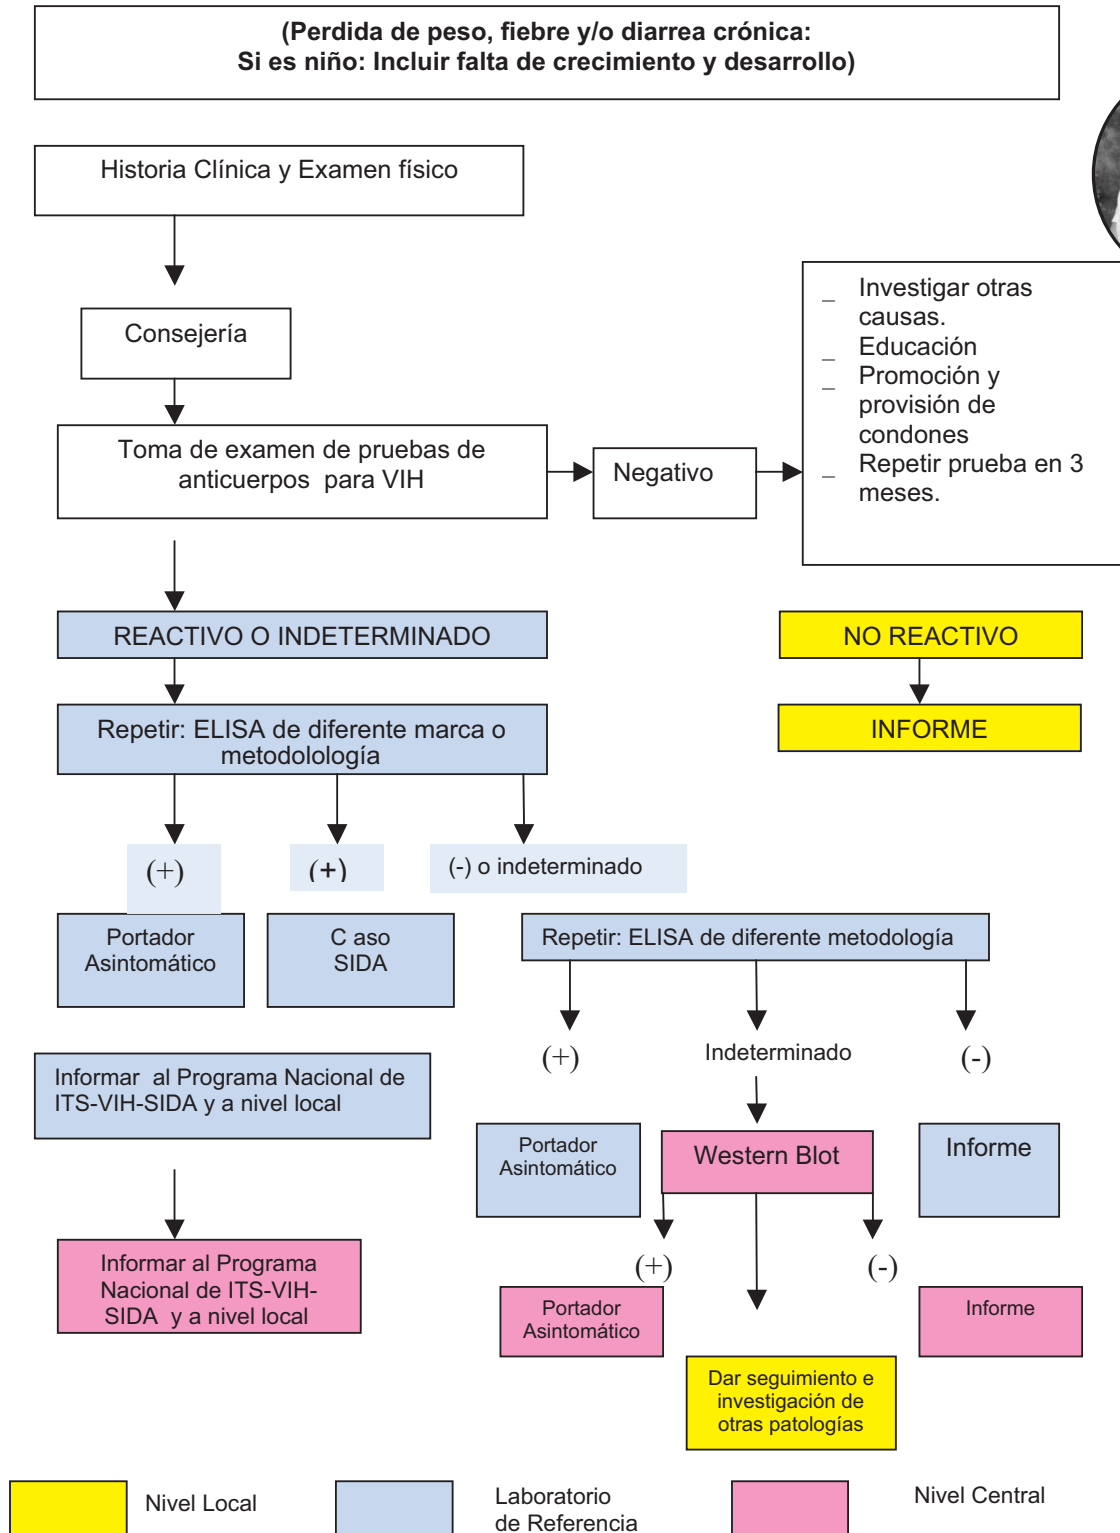 (Perdida de peso, fiebre y/o diarrea crónica:
Si es niño: Incluir falta de crecimiento y desarrollo)
Historia Clínica y Examen físico
Consejería
Toma de examen de pruebas de
anticuerpos para VIH
Negativo
_ Investigar otras
causas.
_ Educación
_ Promoción y
provisión de
condones
_ Repetir prueba en 3
meses.
REACTIVO O INDETERMINADO
NO REACTIVO
Repetir: ELISA de diferente marca o
metodolología
INFORME
(+)
(+)
(-) o indeterminado
Portador
Asintomático
C aso
SIDA
Repetir: ELISA de diferente metodología
(+)
Indeterminado
(-)
Informar al Programa Nacional de
ITS-VIH-SIDA y a nivel local
Portador
Asintomático
Western Blot
Informe
Informar al Programa
Nacional de ITS-VIH-
SIDA y a nivel local
(+)
(-)
Portador
Asintomático
Informe
Dar seguimiento e
investigación de
otras patologías
Nivel Local
Laboratorio
de Referencia
Nivel Central